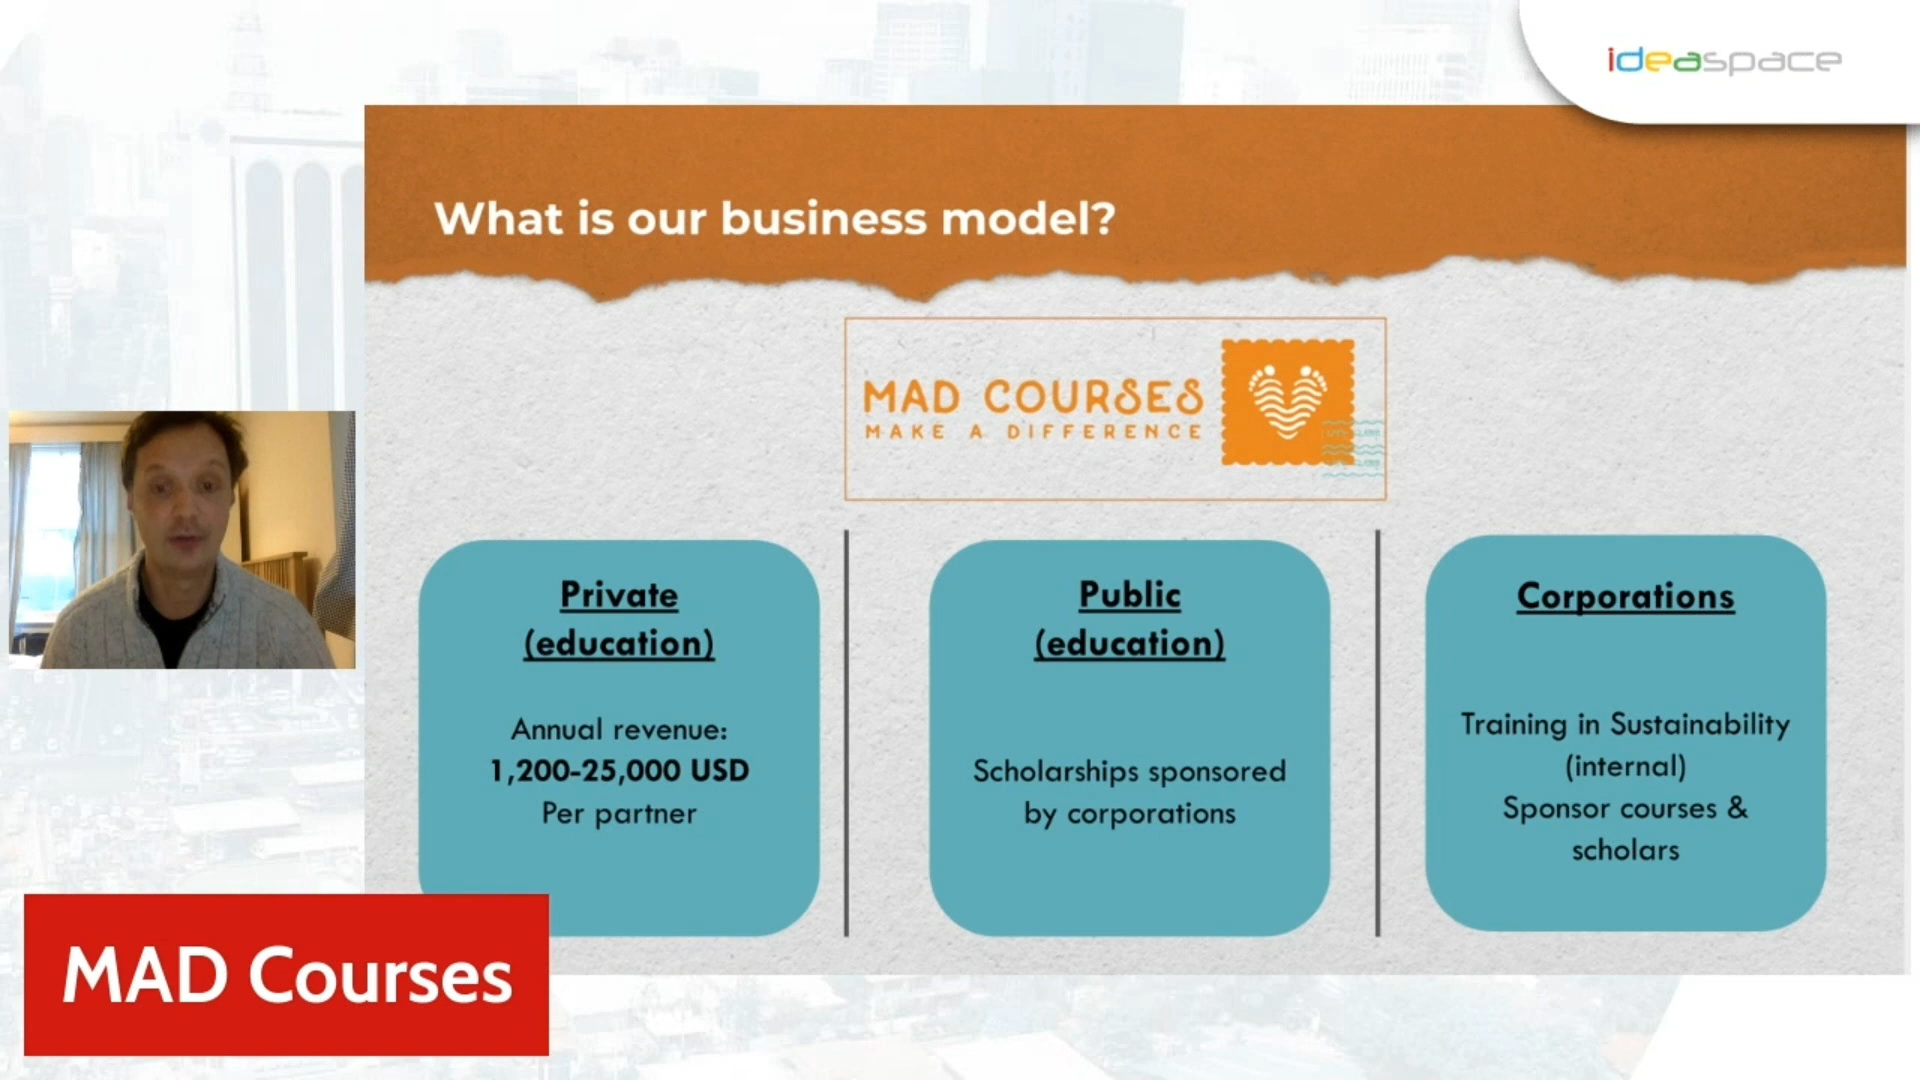 ideaspace
What is our business model?
MAD COURSES
MAKE A DIFFERENCE
Private
(education)
Annual revenue:
1,200-25,000 USD
Per partner
Public
(education)
Scholarships sponsored
by corporations
Corporations
Training in Sustainability
(internal)
Sponsor courses &
scholars
MAD Courses